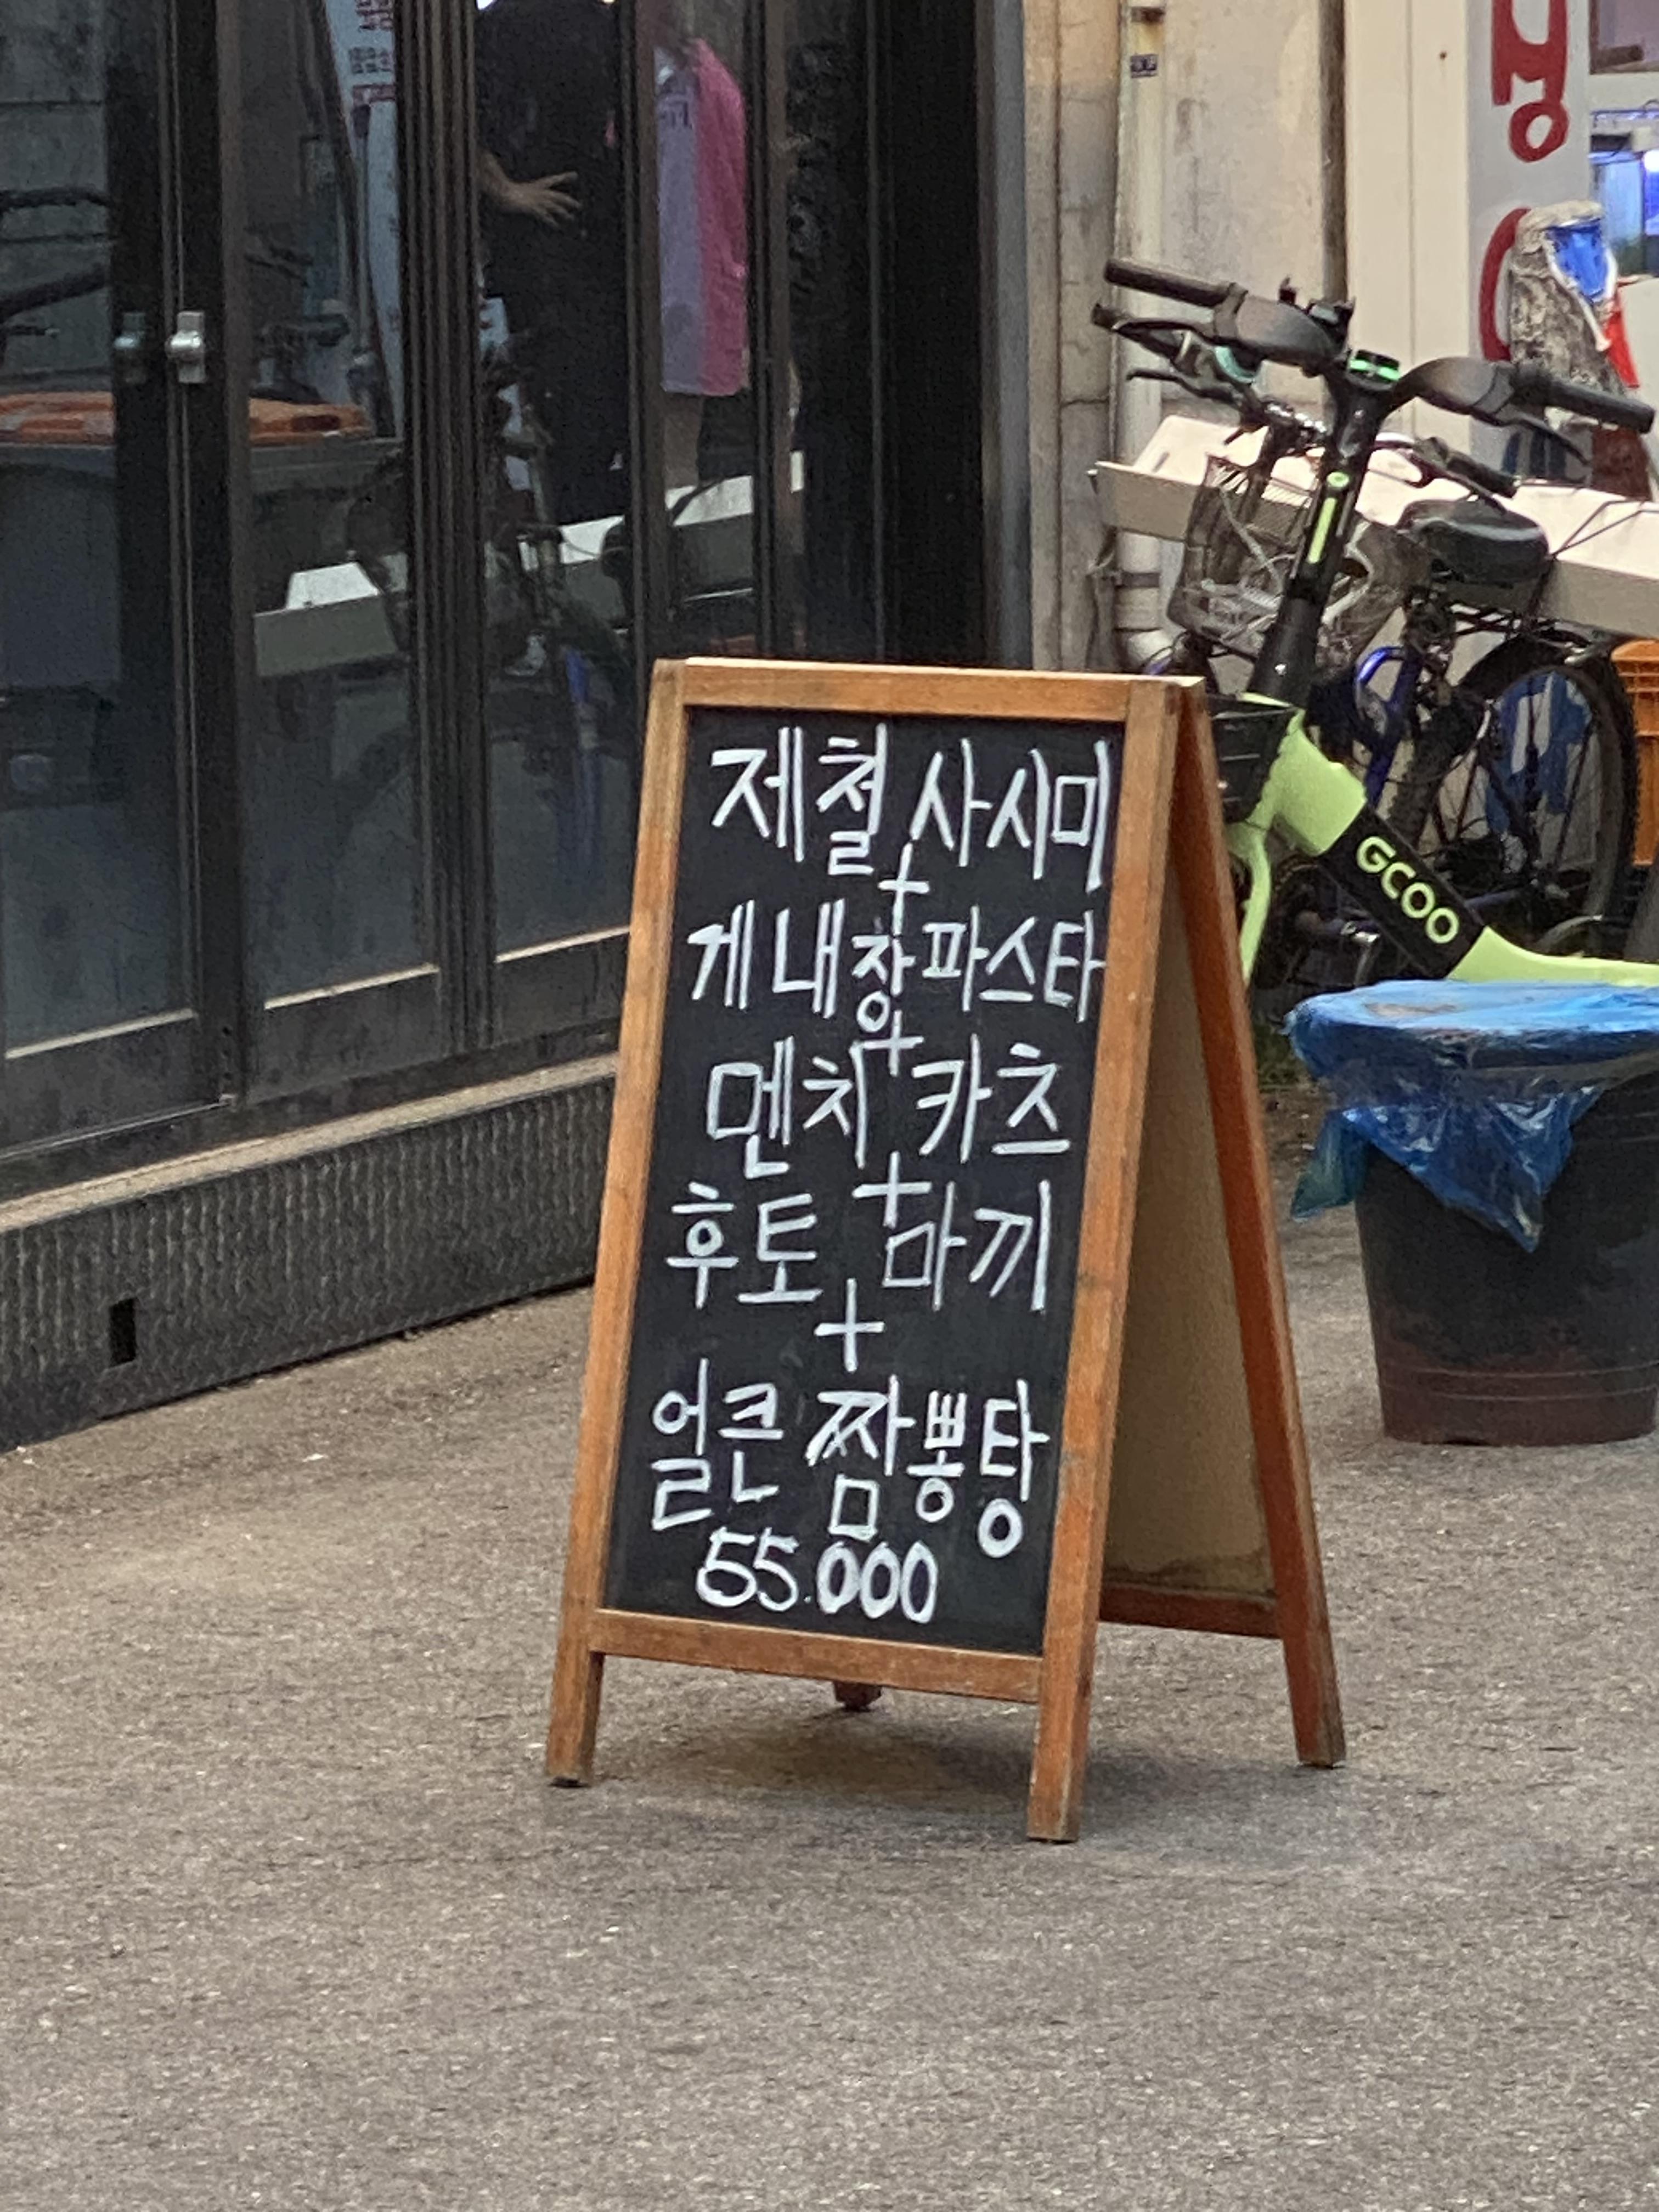 제철 사시미
+
게내장파스타
+
멘치 카츠
+
후토 마끼
+
얼큰 짬뽕탕
55.000
GCOO